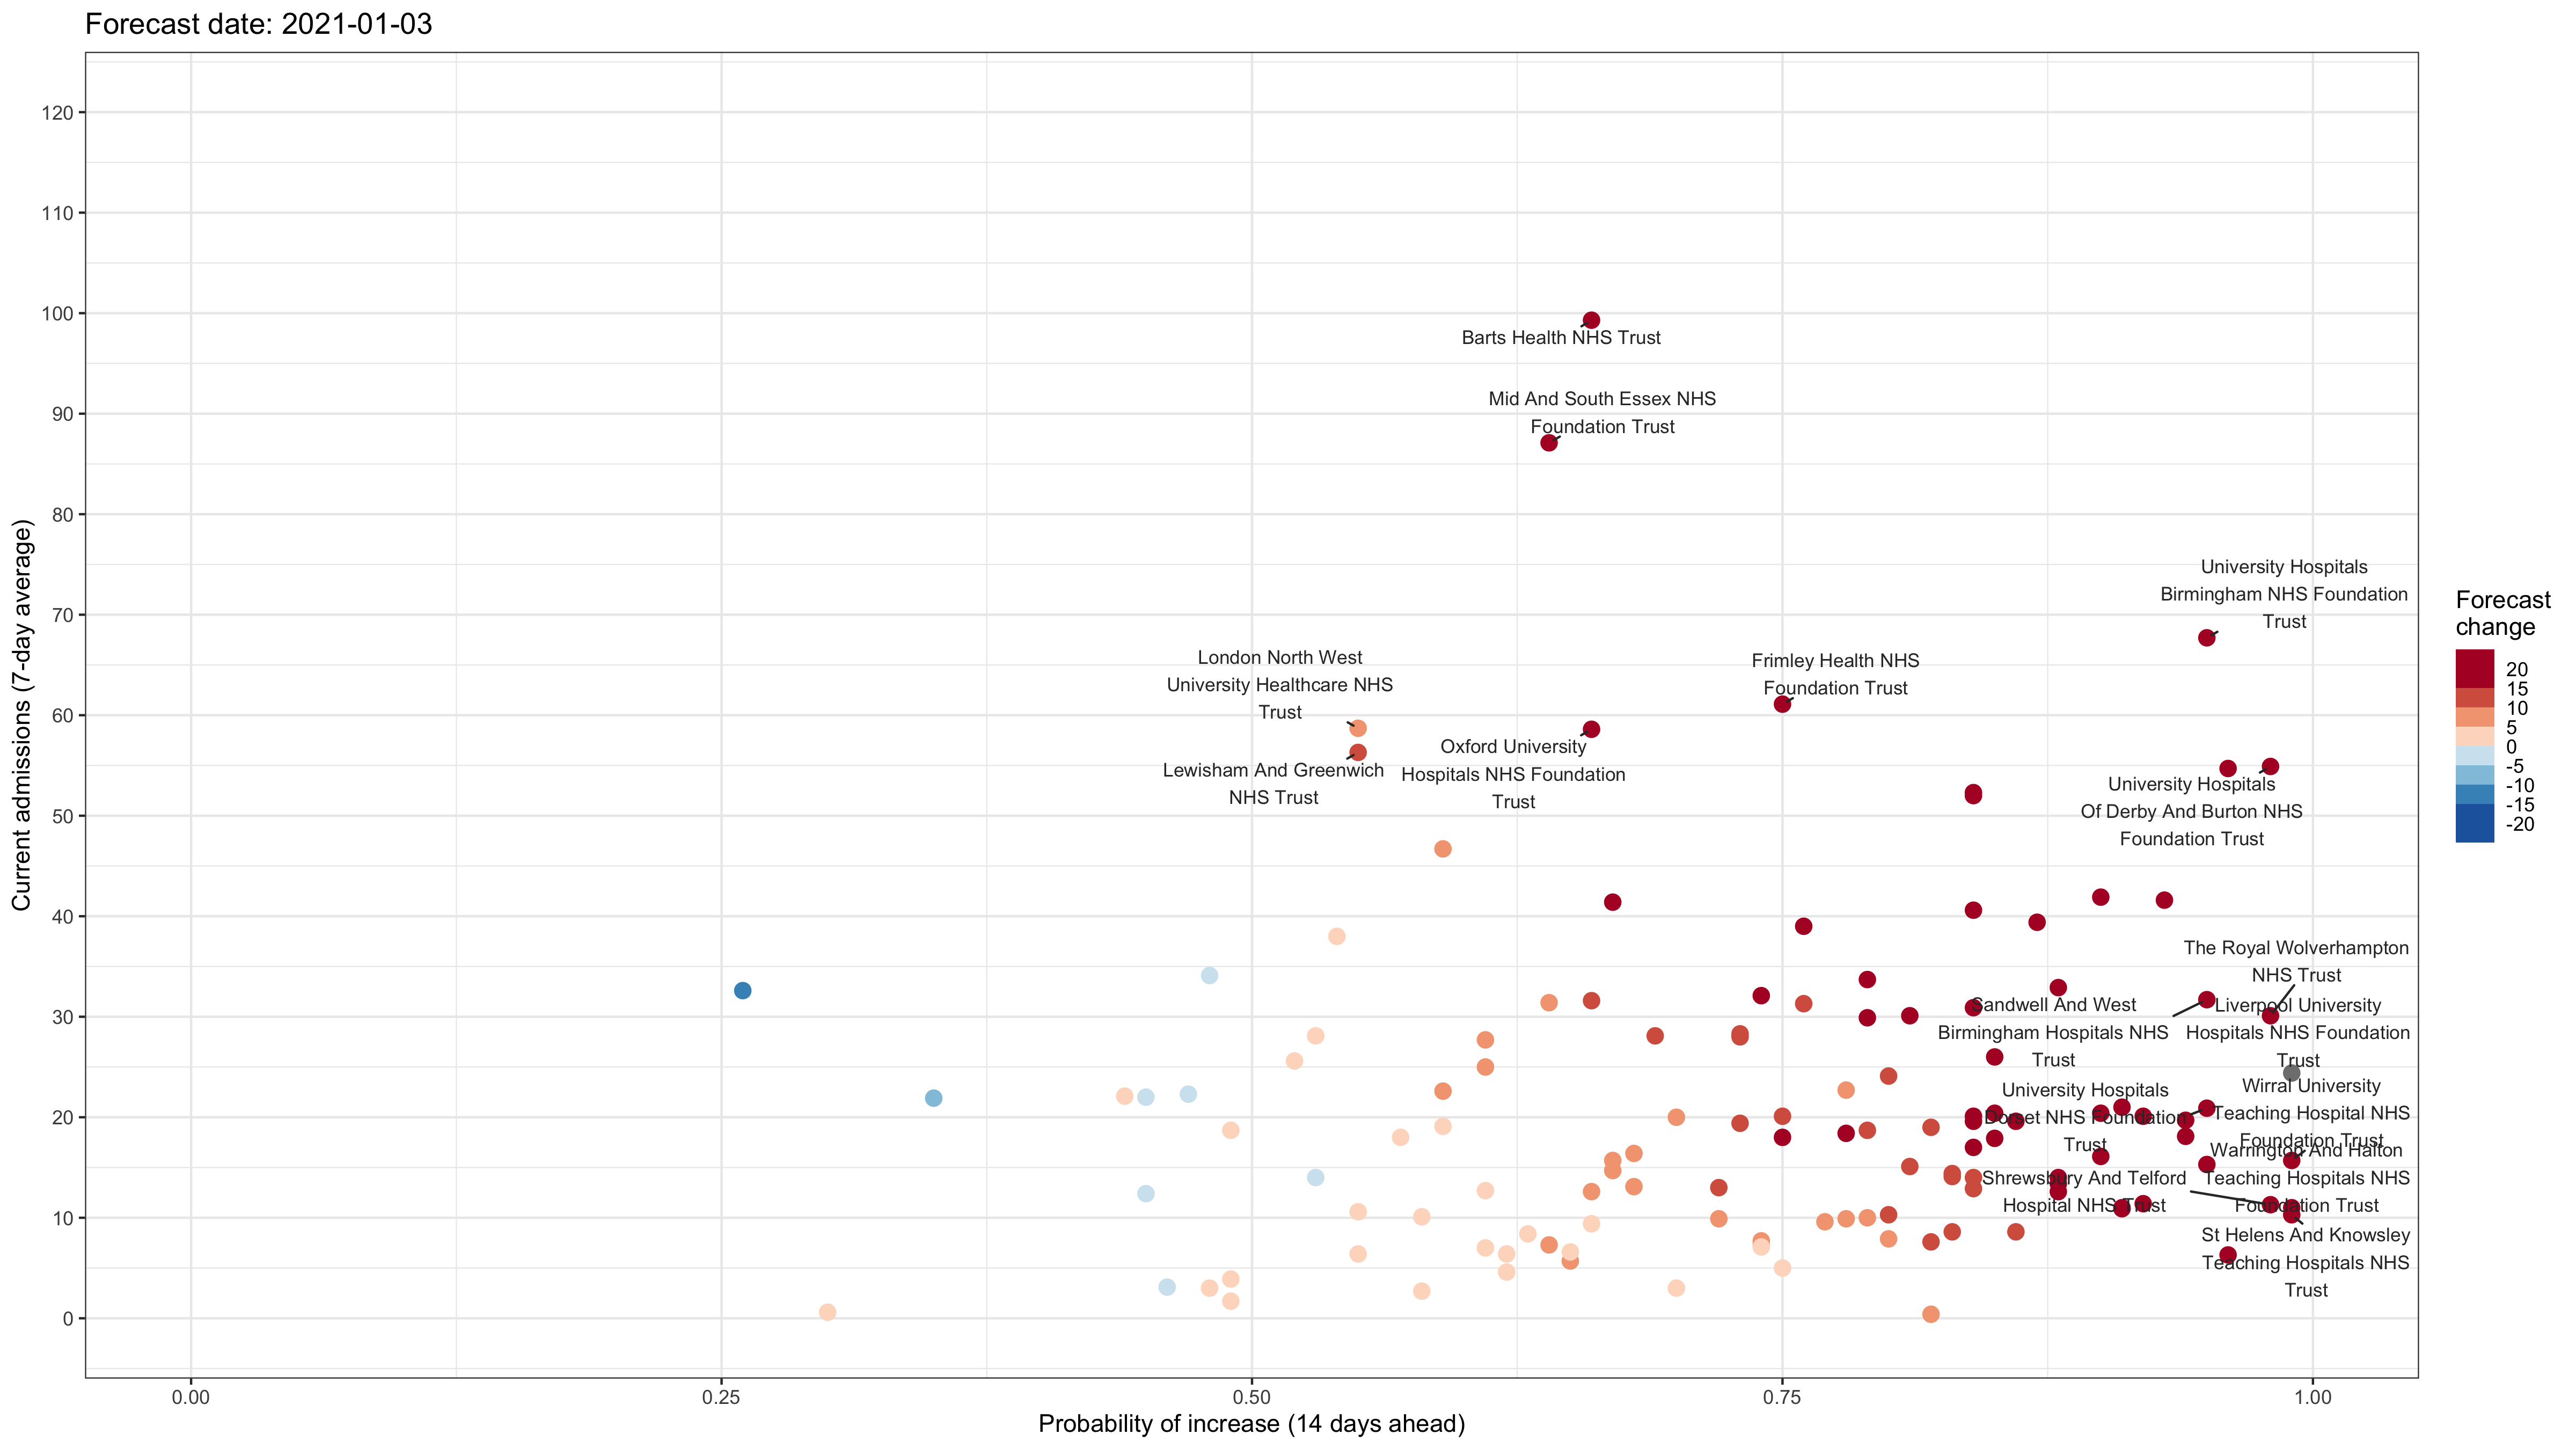 Forecast date: 2021-01-03
120
110
100
90
80
70
60
50
40
30
20
10
0
Current admissions (7-day average)
Barts Health NHS Trust
Mid And South Essex NHS
Foundation Trust
University Hospitals
Birmingham NHS Foundation
Trust
London North West
University Healthcare NHS
Trust
Frimley Health NHS
Foundation Trust
Lewisham And Greenwich
NHS Trust
Oxford University
Hospitals NHS Foundation
Trust
University Hospitals
Of Derby And Burton NHS
Foundation Trust
The Royal Wolverhampton
NHS Trust
Sandwell And West
Birmingham Hospitals NHS
Trust
Liverpool University
Hospitals NHS Foundation
Trust
University Hospitals
Dorset NHS Foundation
Trust
Wirral University
Teaching Hospital NHS
Foundation Trust
Warrington And Halton
Teaching Hospitals NHS
Foundation Trust
Shrewsbury And Telford
Hospital NHS Trust
St Helens And Knowsley
Teaching Hospitals NHS
Trust
0.00
0.25
0.50
0.75
1.00
Probability of increase (14 days ahead)
Forecast
change
20
15
10
5
0
-5
-10
-15
-20